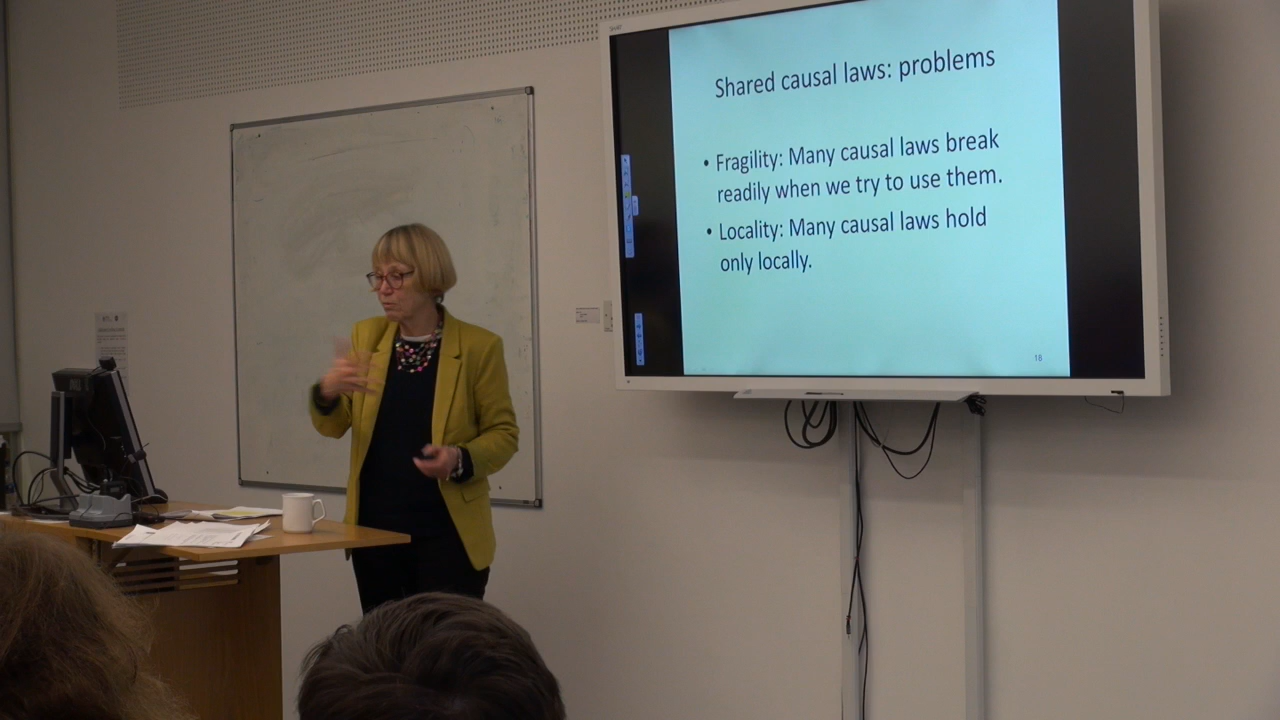 Shared causal laws: problems
• Fragility: Many causal laws break
readily when we try to use them.
• Locality: Many causal laws hold
only locally.
18